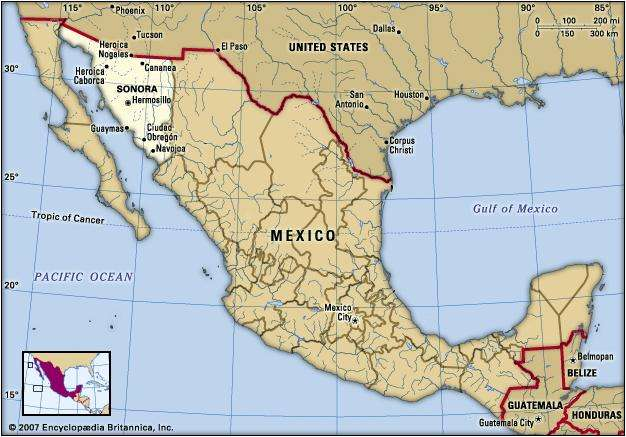 115°
110°
105°
100°
95°
90°
85°
Phoenix
0 100 200 mi
0 150 300 km
Tucson
Dallas
Heroica
Nogales
El Paso
UNITED STATES
Cananea
30°
Heroica
Caborca
SONORA
Hermosillo
San
Antonio
Houston
Guaymas
Ciudad
Obregón
Navojoa
Corpus
Christi
25°
Tropic of Cancer
Gulf of Mexico
MEXICO
PACIFIC OCEAN
20°
Mexico
City
Belmopan
BELIZE
15°
GUATEMALA
Guatemala City
HONDURAS
© 2007 Encyclopædia Britannica, Inc.